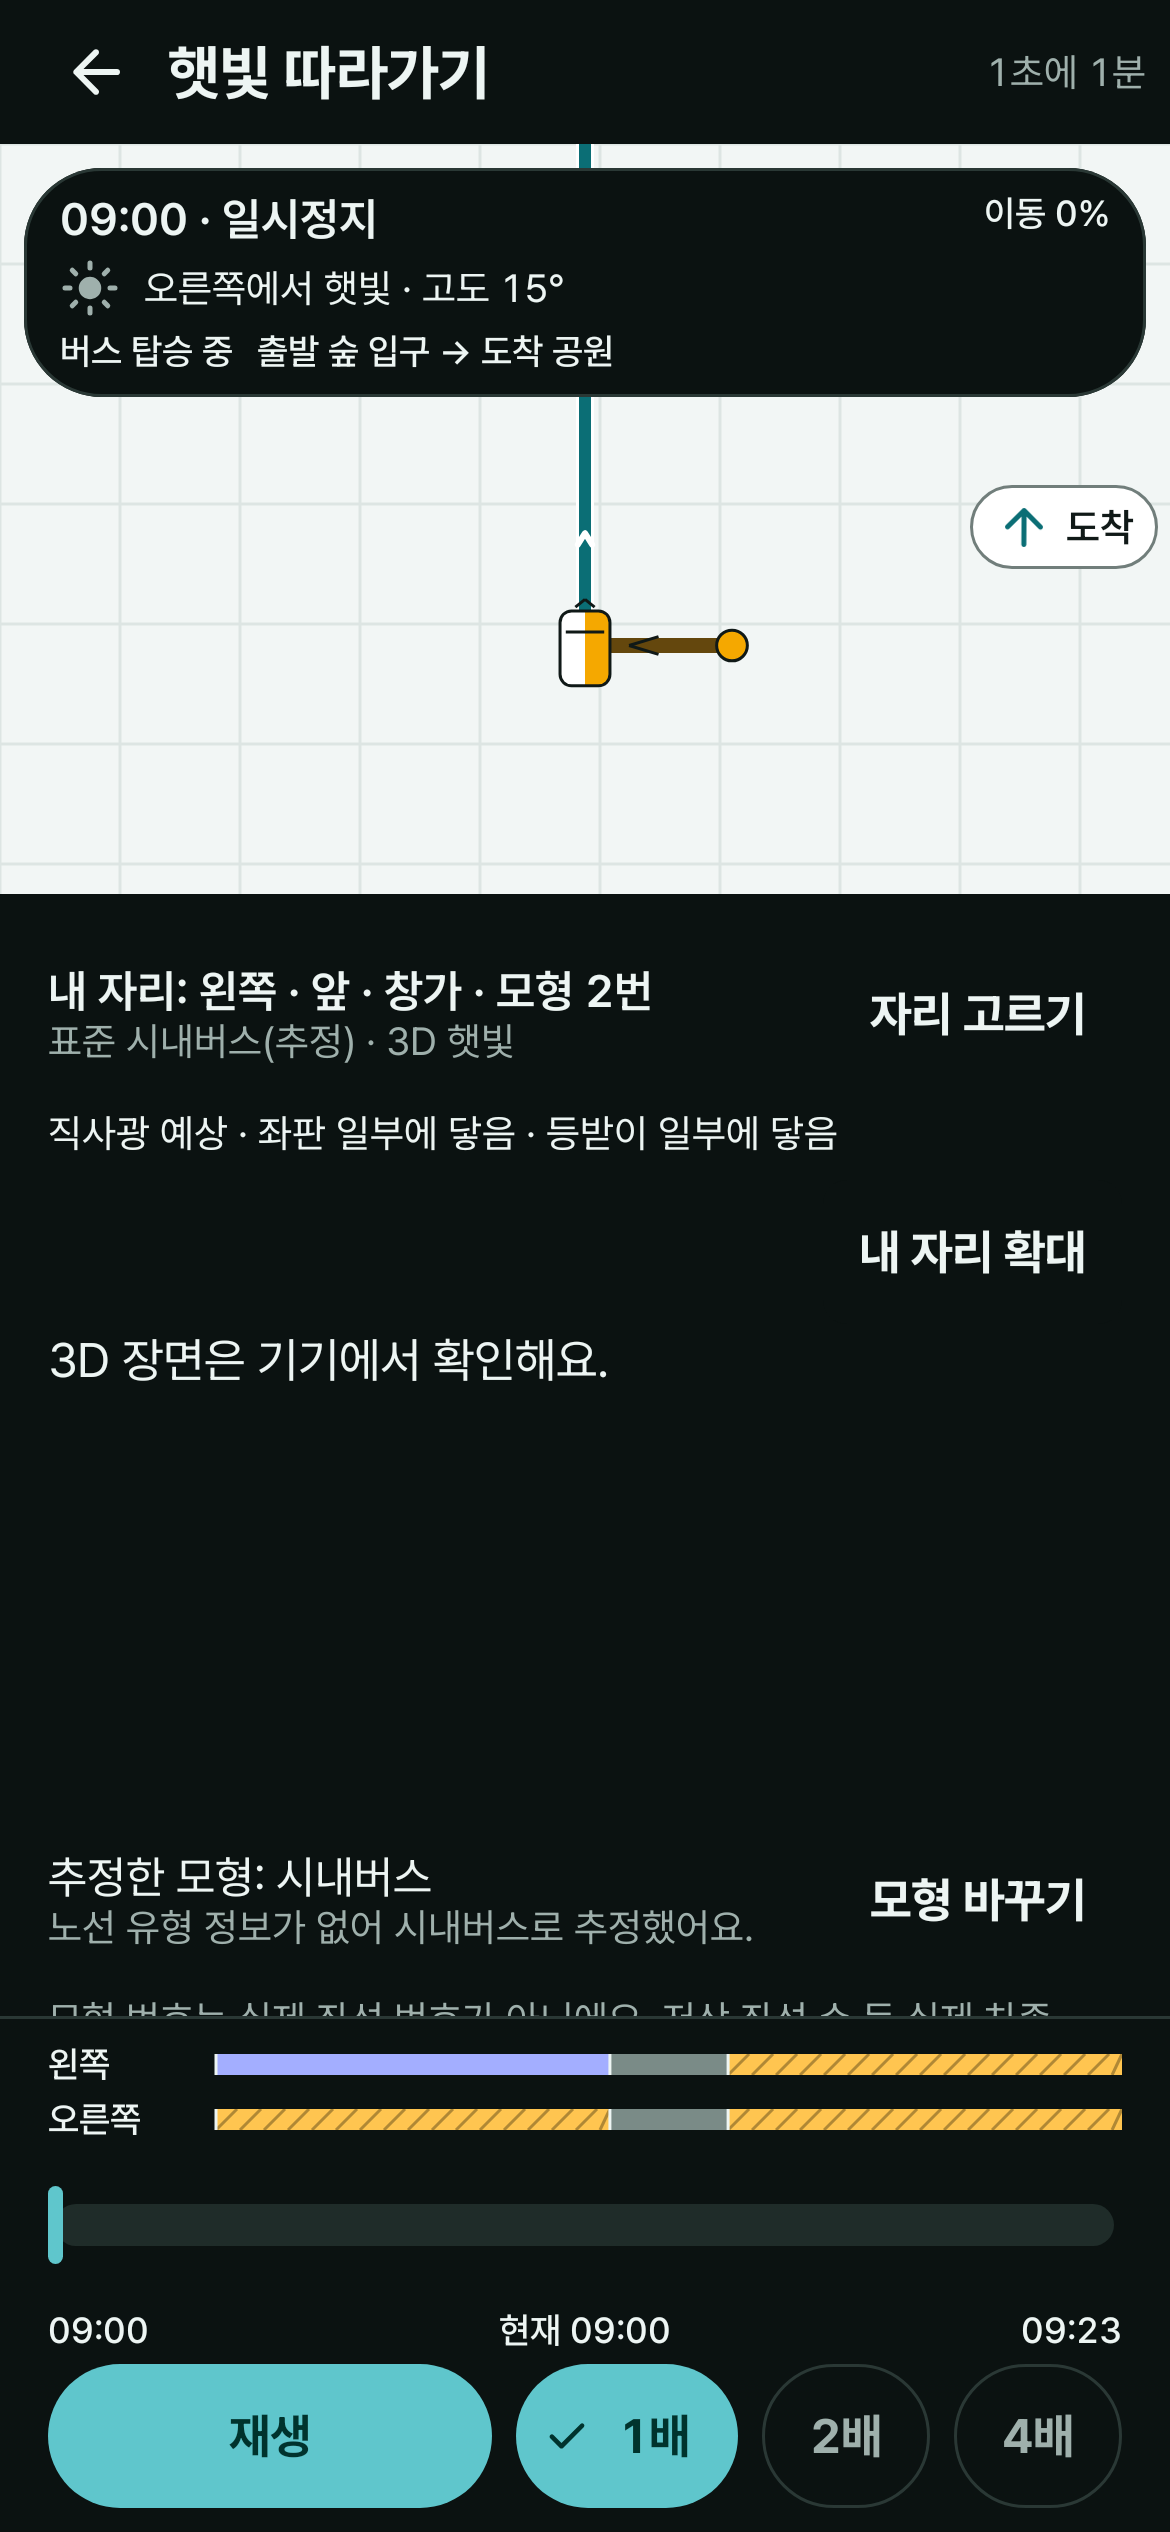 햇빛 따라가기
1초에 1분
09:00 · 일시정지
이동 0%
오른쪽에서 햇빛 · 고도 15°
버스 탑승 중 출발 숲 입구 → 도착 공원
도착
내 자리: 왼쪽 · 앞 · 창가 · 모형 2번
자리 고르기
표준 시내버스(추정) · 3D 햇빛
직사광 예상 · 좌판 일부에 닿음 · 등받이 일부에 닿음
내 자리 확대
3D 장면은 기기에서 확인해요.
추정한 모형: 시내버스
모형 바꾸기
노선 유형 정보가 없어 시내버스로 추정했어요.
왼쪽
오른쪽
09:00
현재 09:00
09:23
재생
1배
2배
4배